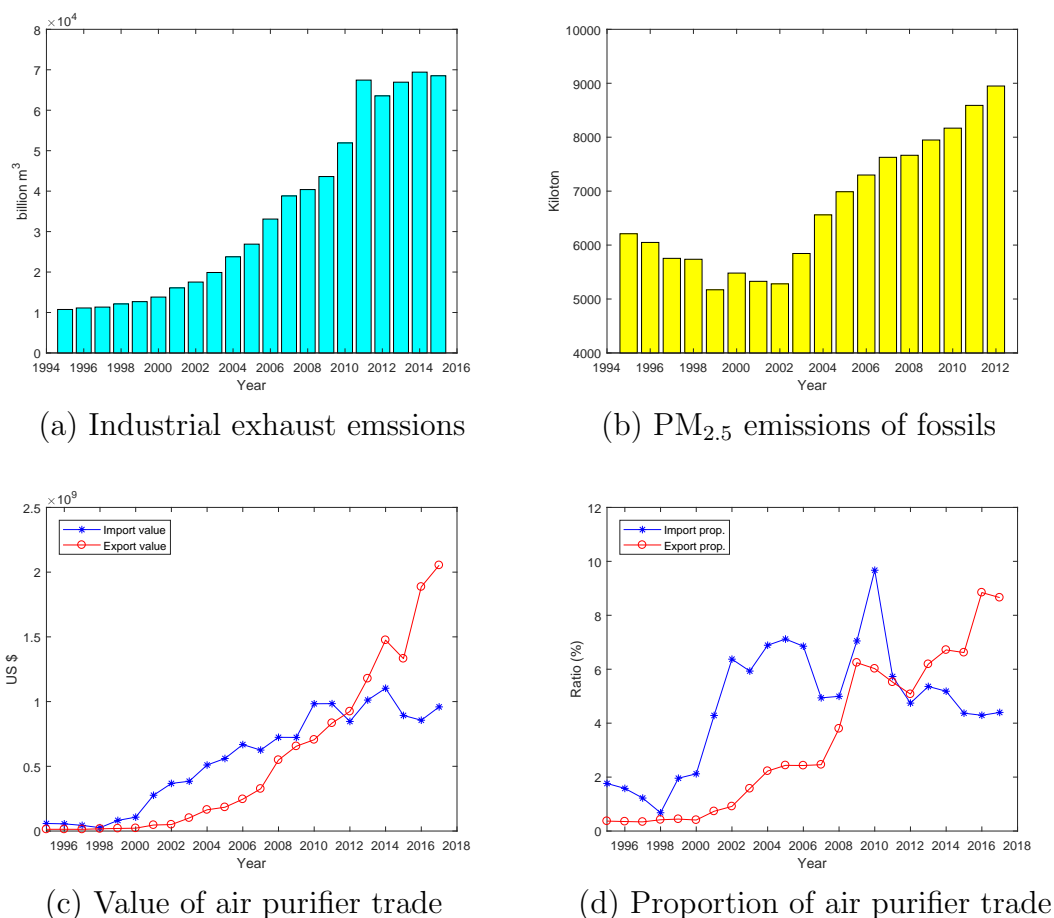 ×10⁴
8
7
6
5
4
3
2
1
0
billion m³
1994 1996 1998 2000 2002 2004 2006 2008 2010 2012 2014 2016
Year
(a) Industrial exhaust emssions
10000
9000
8000
7000
6000
5000
4000
Kiloton
1994 1996 1998 2000 2002 2004 2006 2008 2010 2012
Year
(b) PM₂.₅ emissions of fossils
×10⁹
2.5
2
1.5
1
0.5
0
US $
Import value
Export value
1996 1998 2000 2002 2004 2006 2008 2010 2012 2014 2016 2018
Year
(c) Value of air purifier trade
12
10
8
6
4
2
0
Ratio (%)
Import prop.
Export prop.
1996 1998 2000 2002 2004 2006 2008 2010 2012 2014 2016 2018
Year
(d) Proportion of air purifier trade